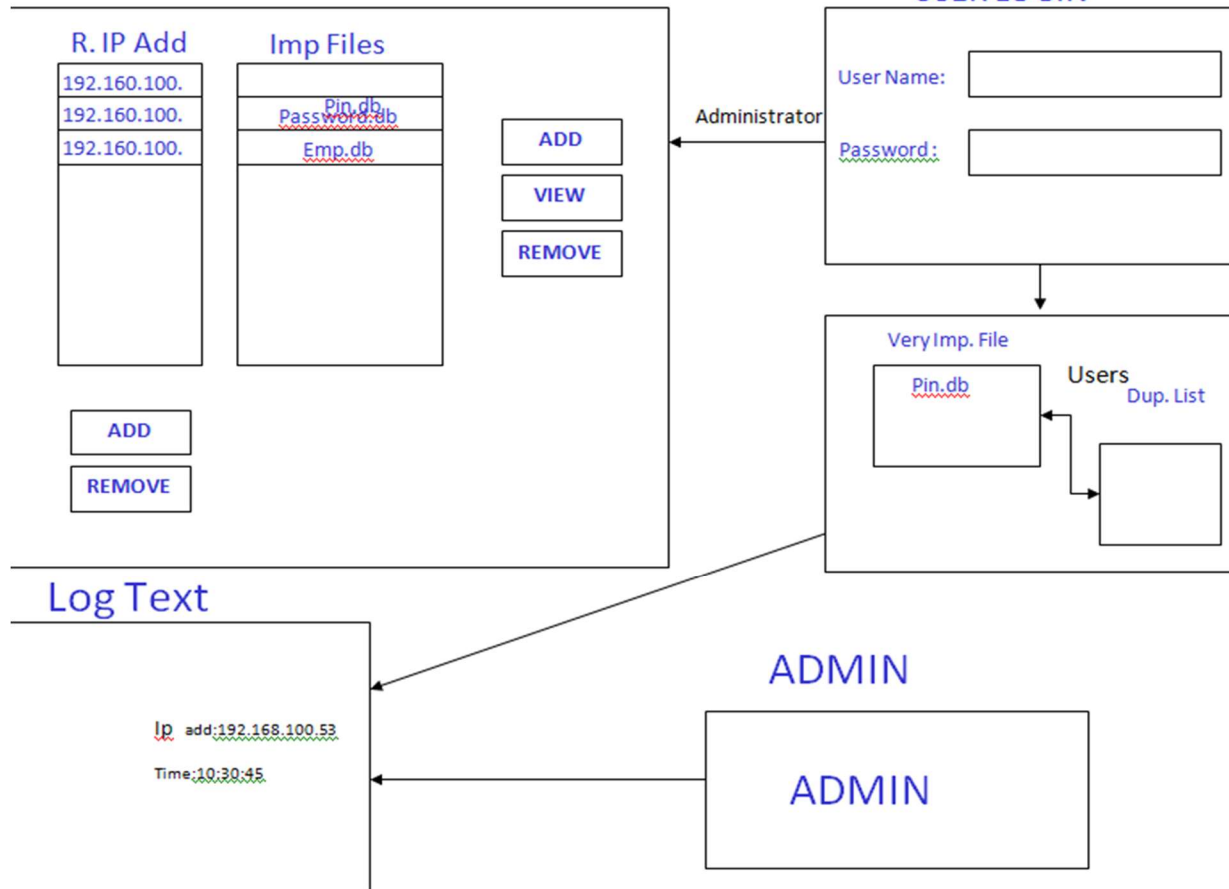 R. IP Add
Imp Files
192.160.100.
192.160.100.
192.160.100.
Pin.db
Password.db
Emp.db
ADD
VIEW
REMOVE
ADD
REMOVE
Administrator
User Name:
Password :
Very Imp. File
Pin.db
Users
Dup. List
Log Text
Ip add:192.168.100.53
Time:10:30:45
ADMIN
ADMIN